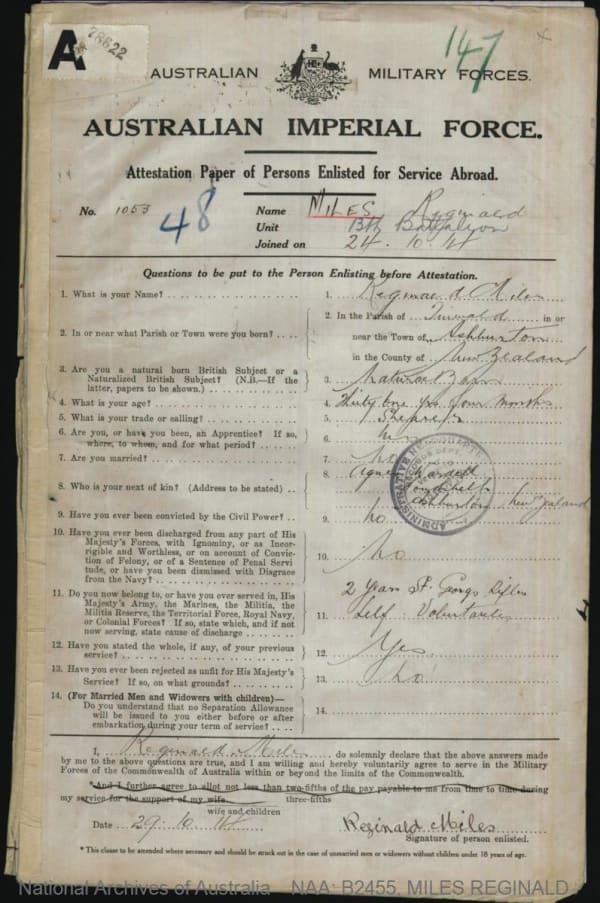 A
78622
147
AUSTRALIAN MILITARY FORCES.
AUSTRALIAN IMPERIAL FORCE.
Attestation Paper of Persons Enlisted for Service Abroad.
No. 1053
48
Name MILES Reginald
Unit 13th Battalion
Joined on 24.10.14
Questions to be put to the Person Enlisting before Attestation.
1. What is your Name?
1. Reginald Miles
2. In or near what Parish or Town were you born?
2. In the Parish of in or
near the Town of Ashburton
in the County of New Zealand
3. Are you a natural born British Subject or a
Naturalized British Subject? (N.B.—If the
latter, papers to be shown.)
3. Natural Born
4. What is your age?
4. Thirty one yrs four months
5. What is your trade or calling?
5.
6. Are you, or have you been, an Apprentice? If so,
where, to whom, and for what period?
6. no
7. Are you married?
7. no
8. Who is your next of kin? (Address to be stated)
8. Agnes
Ashburton New Zealand
ADMINISTRATIVE
RECORDS DEPT.
9. Have you ever been convicted by the Civil Power?
9. no
10. Have you ever been discharged from any part of His
Majesty's Forces, with Ignominy, or as Incor-
rigible and Worthless, or on account of Convic-
tion of Felony, or of a Sentence of Penal Servi-
tude, or have you been dismissed with Disgrace
from the Navy?
10. no
11. Do you now belong to, or have you ever served in, His
Majesty's Army, the Marines, the Militia, the
Militia Reserve, the Territorial Force, Royal Navy,
or Colonial Forces? If so, state which, and if not
now serving, state cause of discharge
2 years St. Georges Rifles
11. Self Voluntaries
12. Have you stated the whole, if any, of your previous
service?
12. Yes
13. Have you ever been rejected as unfit for His Majesty's
Service? If so, on what grounds?
13. no
14. (For Married Men and Widowers with children)—
Do you understand that no Separation Allowance
will be issued to you either before or after
embarkation during your term of service?
14.
I, Reginald Miles do solemnly declare that the above answers made
by me to the above questions are true, and I am willing and hereby voluntarily agree to serve in the Military
Forces of the Commonwealth of Australia within or beyond the limits of the Commonwealth.
*And I further agree to allot not less than two-fifths of the pay payable to me from time to time during
my service for the support of my wife three-fifths
wife and children
Date 29.10.14
Reginald Miles
Signature of person enlisted.
* This clause to be amended where necessary and should be struck out in the case of unmarried men or widowers without children under 18 years of age.
National Archives of Australia NAA: B2455, MILES REGINALD